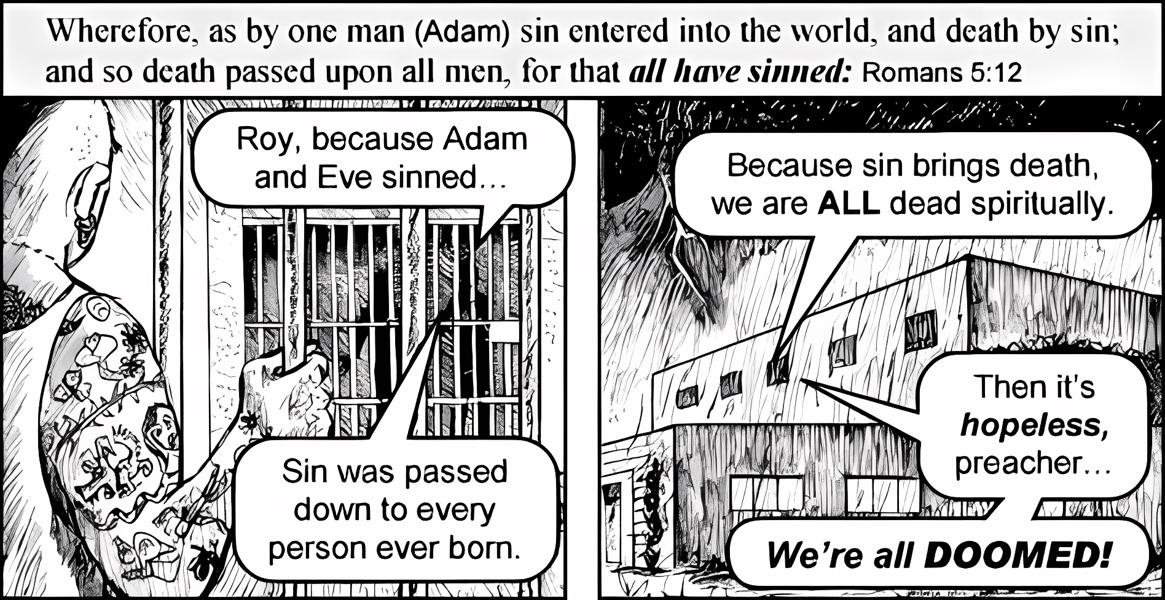 Wherefore, as by one man (Adam) sin entered into the world, and death by sin;
and so death passed upon all men, for that all have sinned: Romans 5:12
Roy, because Adam
and Eve sinned...
Sin was passed
down to every
person ever born.
Because sin brings death,
we are ALL dead spiritually.
Then it's
hopeless,
preacher...
We're all DOOMED!